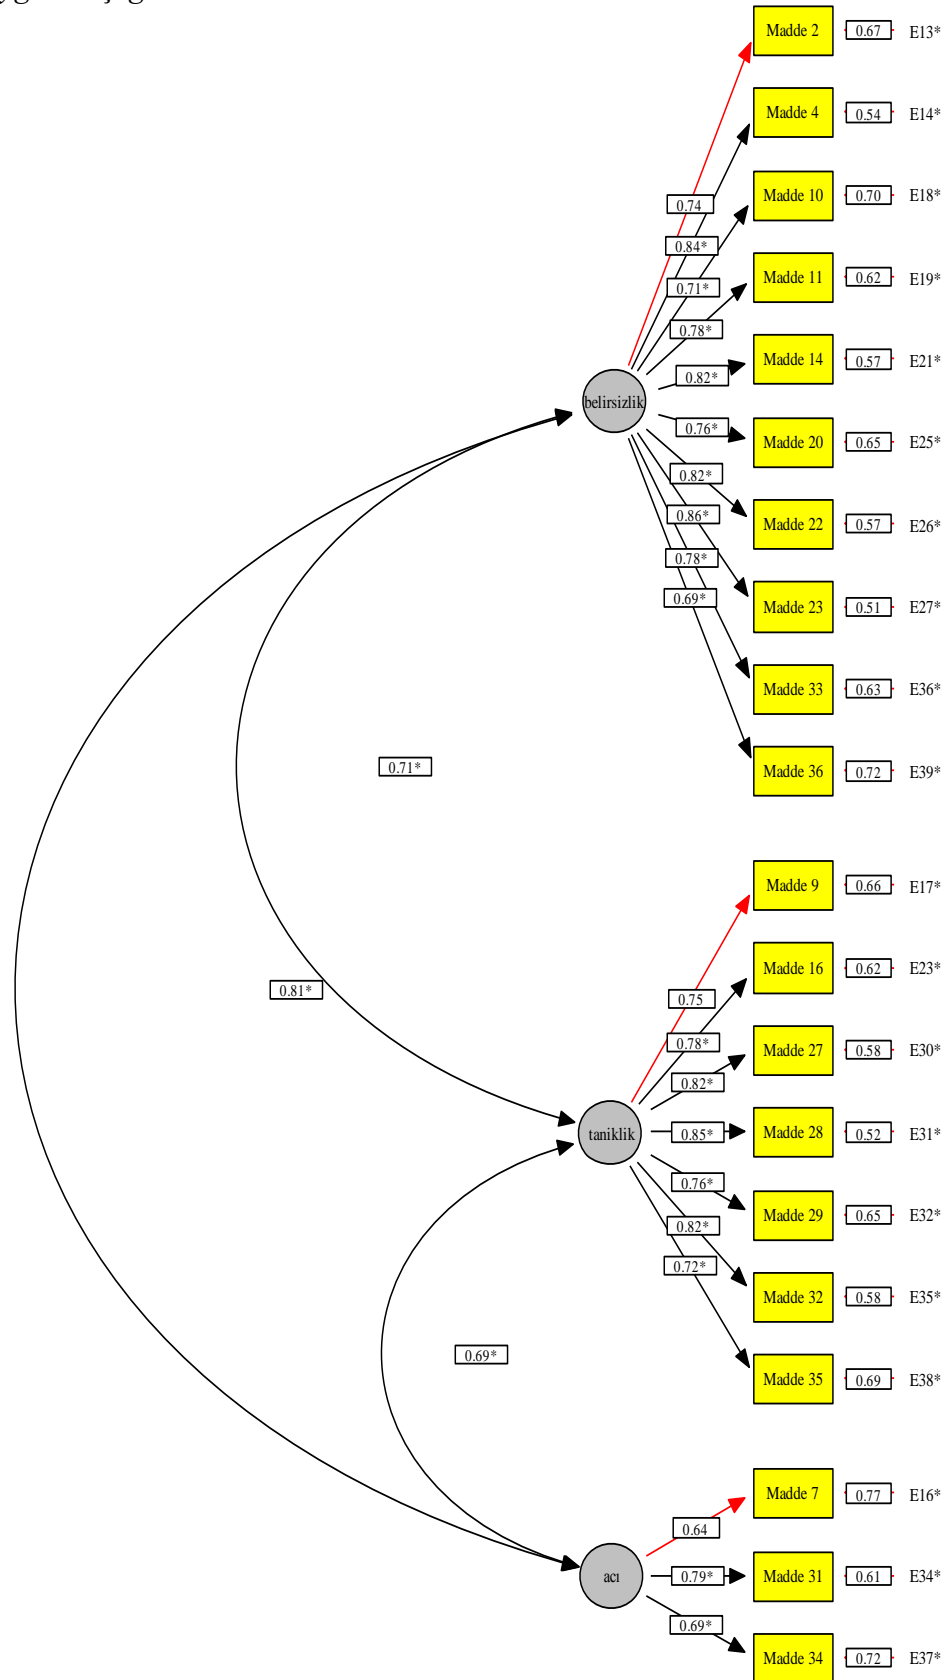 Madde 2 0.67 E13*
Madde 4 0.54 E14*
Madde 10 0.70 E18*
0.74
0.84*
Madde 11 0.62 E19*
0.71*
0.78*
Madde 14 0.57 E21*
0.82*
belirsizlik
0.76*
Madde 20 0.65 E25*
0.82*
0.86*
Madde 22 0.57 E26*
0.78*
0.69*
Madde 23 0.51 E27*
Madde 33 0.63 E36*
0.71*
Madde 36 0.72 E39*
Madde 9 0.66 E17*
Madde 16 0.62 E23*
0.81*
0.75
0.78*
Madde 27 0.58 E30*
0.82*
taniklik
0.85*
Madde 28 0.52 E31*
0.76*
Madde 29 0.65 E32*
0.82*
0.72*
Madde 32 0.58 E35*
0.69*
Madde 35 0.69 E38*
Madde 7 0.77 E16*
0.64
acı
0.79*
Madde 31 0.61 E34*
0.69*
Madde 34 0.72 E37*